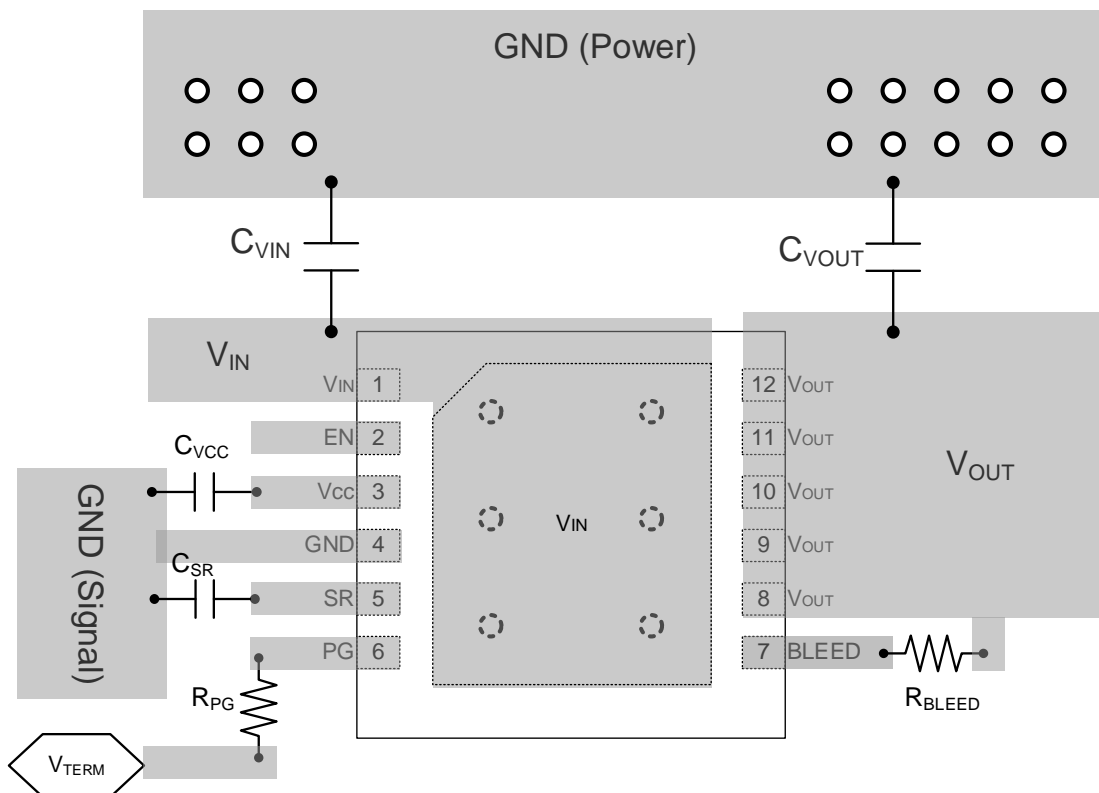 GND (Power)
CVIN
CVOUT
VIN
VIN 1
12 VOUT
EN 2
11 VOUT
CVCC
VOUT
Vcc 3
10 VOUT
GND (Signal)
VIN
GND 4
9 VOUT
CSR
SR 5
8 VOUT
PG 6
7 BLEED
RPG
RBLEED
VTERM